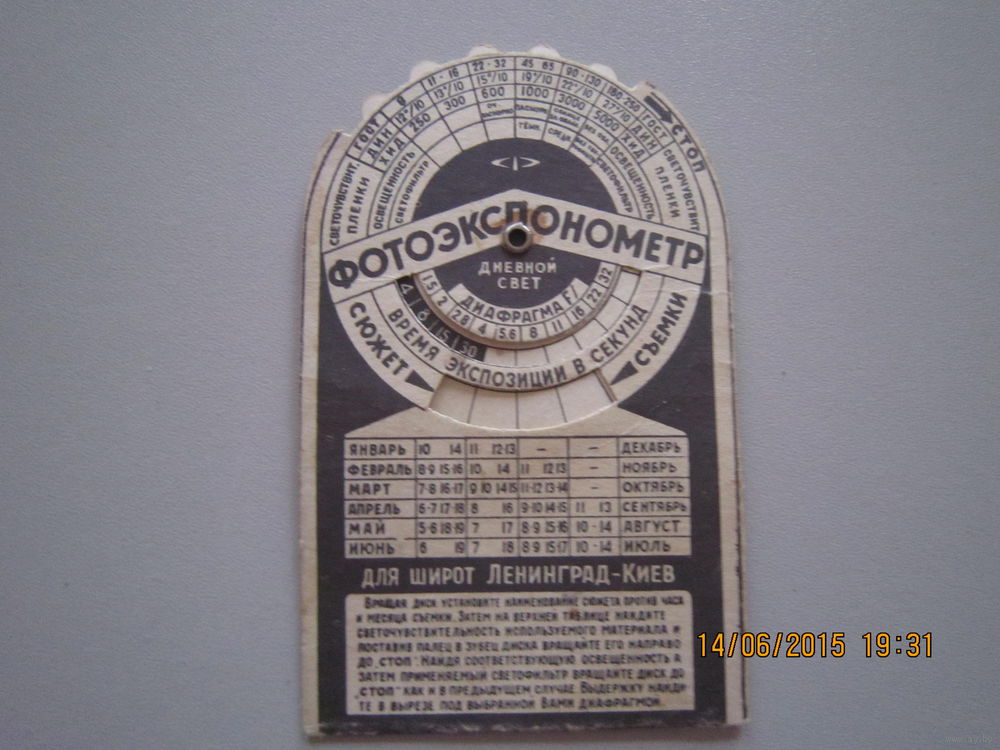 СТОП
ГОСТ 8 11-16 22-32 45 65 90-130 180-250 ГОСТ
ДИН 12°/10 13°/10 15°/10 19°/10 22°/10 27/10 ДИН
ХИД 250 300 600 1000 3000 5000 ХИД
СВЕТОЧУВСТВИТ. ПЛЕНКИ
ОСВЕЩЕННОСТЬ
СВЕТОФИЛЬТР
СВЕТОЧУВСТВИТ ПЛЕНКИ
ОСВЕЩЕННОСТЬ
СВЕТОФИЛЬТР
ТЁМН. СРЕДН.
ФОТОЭКСПОНОМЕТР
ДНЕВНОЙ
СВЕТ
ДИАФРАГМА F/
1.5 2 2.8 4 5.6 8 11 16 22 32
4 8 15 30
ВРЕМЯ ЭКСПОЗИЦИИ В СЕКУНД
СЮЖЕТ СЪЕМКИ
ЯНВАРЬ 10 14 11 12-13 – – ДЕКАБРЬ
ФЕВРАЛЬ 8-9 15-16 10 14 11 12 13 – НОЯБРЬ
МАРТ 7-8 16-17 9 10 14 15 11-12 13-14 – ОКТЯБРЬ
АПРЕЛЬ 6-7 17-18 8 16 9-10 14-15 11 13 СЕНТЯБРЬ
МАЙ 5-6 18-19 7 17 8-9 15-16 10-14 АВГУСТ
ИЮНЬ 6 19 7 18 8-9 15-17 10-14 ИЮЛЬ
ДЛЯ ШИРОТ ЛЕНИНГРАД-КИЕВ
ВРАЩАЯ ДИСК УСТАНОВИТЕ НАИМЕНОВАНИЕ СЮЖЕТА ПРОТИВ ЧАСА
И МЕСЯЦА СЪЕМКИ. ЗАТЕМ НА ВЕРХНЕЙ ТАБЛИЦЕ НАЙДИТЕ
СВЕТОЧУВСТВИТЕЛЬНОСТЬ ИСПОЛЬЗУЕМОГО МАТЕРИАЛА И
ПОСТАВИВ ПАЛЕЦ В ЗУБЕЦ ДИСКА ВРАЩАЙТЕ ЕГО НАПРАВО
ДО „СТОП". НАЙДЯ СООТВЕТСТВУЮЩУЮ ОСВЕЩЕННОСТЬ А
ЗАТЕМ ПРИМЕНЯЕМЫЙ СВЕТОФИЛЬТР ВРАЩАЙТЕ ДИСК ДО
„СТОП" КАК И В ПРЕДЫДУЩЕМ СЛУЧАЕ. ВЫДЕРЖКУ НАЙДИ-
ТЕ В ВЫРЕЗЕ ПОД ВЫБРАННОЙ ВАМИ ДИАФРАГМОЙ.
14/06/2015 19:31